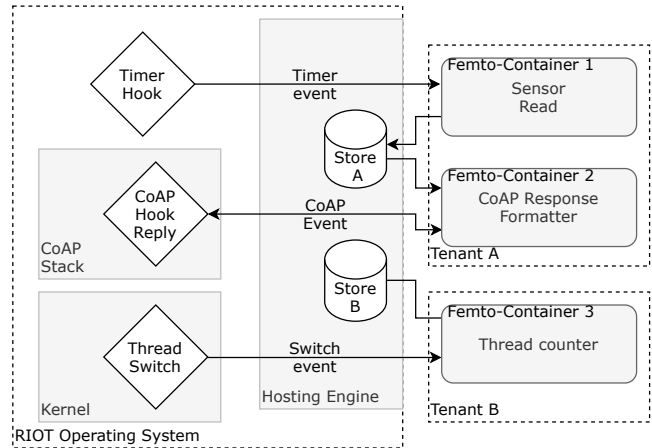 Femto-Container 1
Timer
Hook
Timer
event
Sensor
Read
Store
A
Femto-Container 2
CoAP
Hook
Reply
CoAP
Event
CoAP Response
Formatter
CoAP
Stack
Tenant A
Store
B
Femto-Container 3
Thread
Switch
Switch
event
Thread counter
Hosting Engine
Kernel
Tenant B
RIOT Operating System